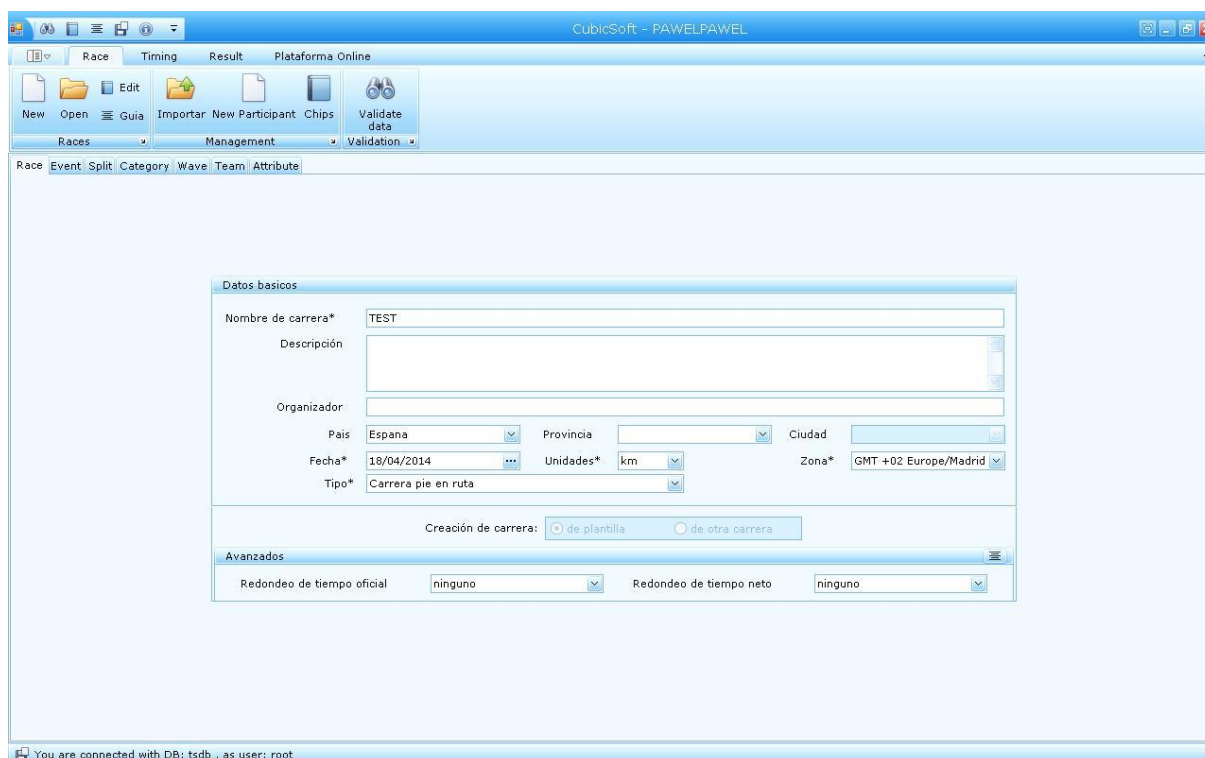 CubicSoft - PAWELPAWEL
Race Timing Result Plataforma Online
Edit
New Open Guia Importar New Participant Chips Validate data
Races Management Validation
Race Event Split Category Wave Team Attribute
Datos basicos
Nombre de carrera* TEST
Descripción
Organizador
Pais Espana Provincia Ciudad
Fecha* 18/04/2014 Unidades* km Zona* GMT +02 Europe/Madrid
Tipo* Carrera pie en ruta
Creación de carrera: de plantilla de otra carrera
Avanzados
Redondeo de tiempo oficial ninguno Redondeo de tiempo neto ninguno
You are connected with DB: tsdb , as user: root